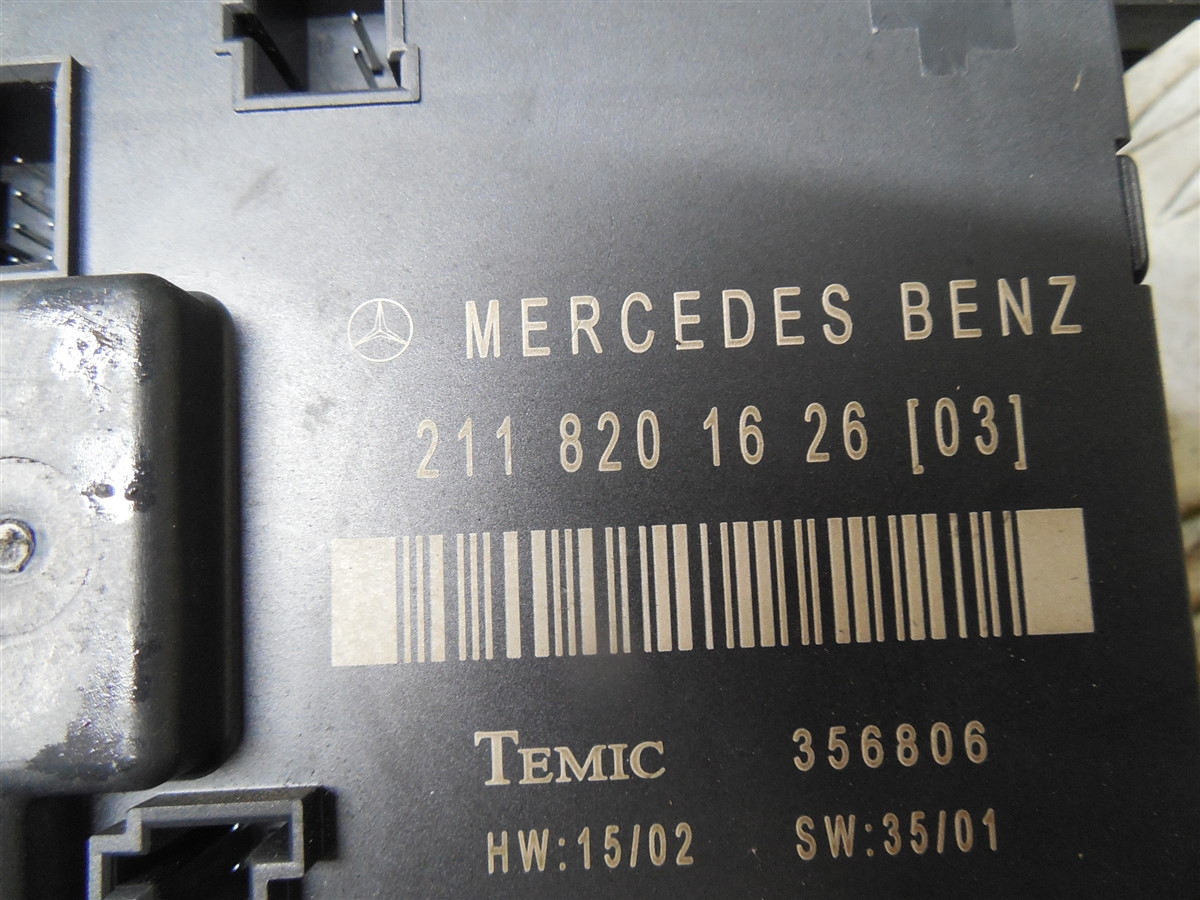 MERCEDES BENZ
211 820 16 26 [03]
TEMIC 356806
HW:15/02 SW:35/01